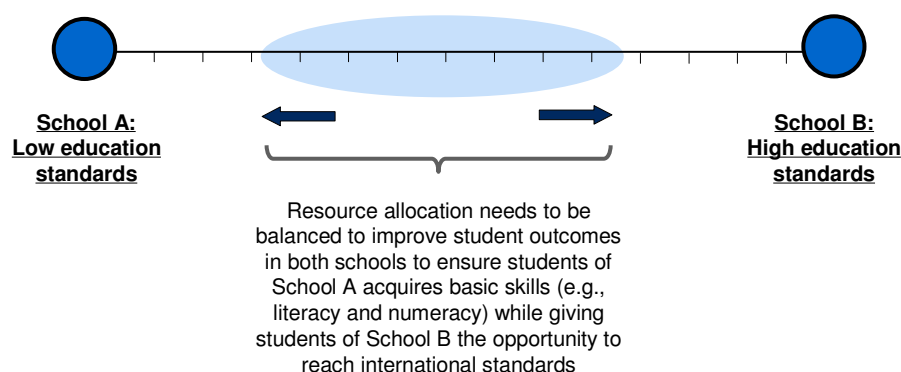 School A:
Low education
standards
School B:
High education
standards
Resource allocation needs to be
balanced to improve student outcomes
in both schools to ensure students of
School A acquires basic skills (e.g.,
literacy and numeracy) while giving
students of School B the opportunity to
reach international standards